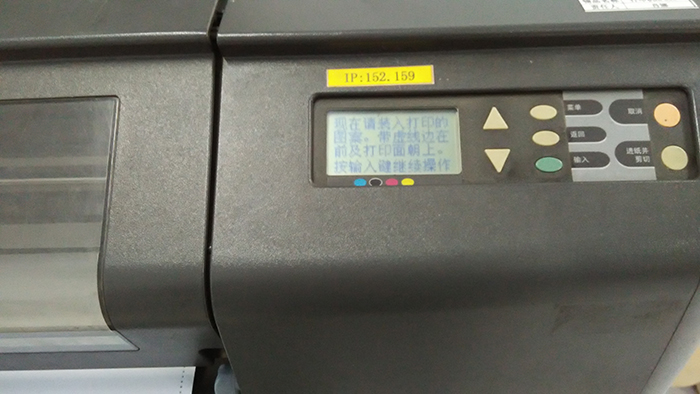 IP:152.159
现在请装入打印的
图案。带虚线边在
前及打印面朝上。
按输入键继续操作
菜单
取消
返回
输入
进纸并
剪切